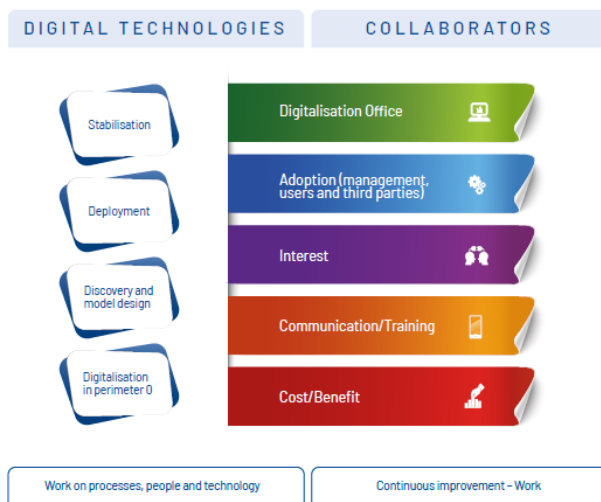 DIGITAL TECHNOLOGIES
COLLABORATORS
Stabilisation
Deployment
Discovery and
model design
Digitalisation
in perimeter 0
Digitalisation Office
Adoption (management,
users and third parties)
Interest
Communication/Training
Cost/Benefit
Work on processes, people and technology
Continuous improvement – Work